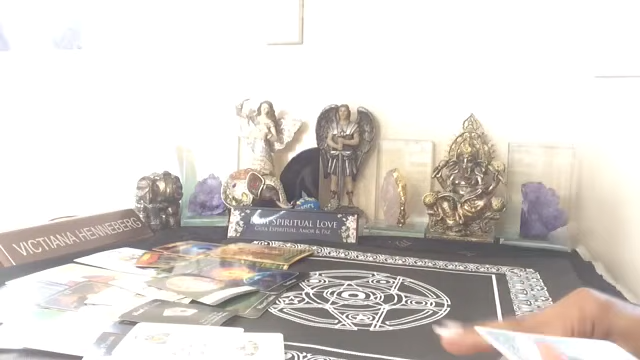 VICTIANA HENNEBERG
SPIRITUAL LOVE
GUIA ESPIRITUAL: AMOR & PAZ